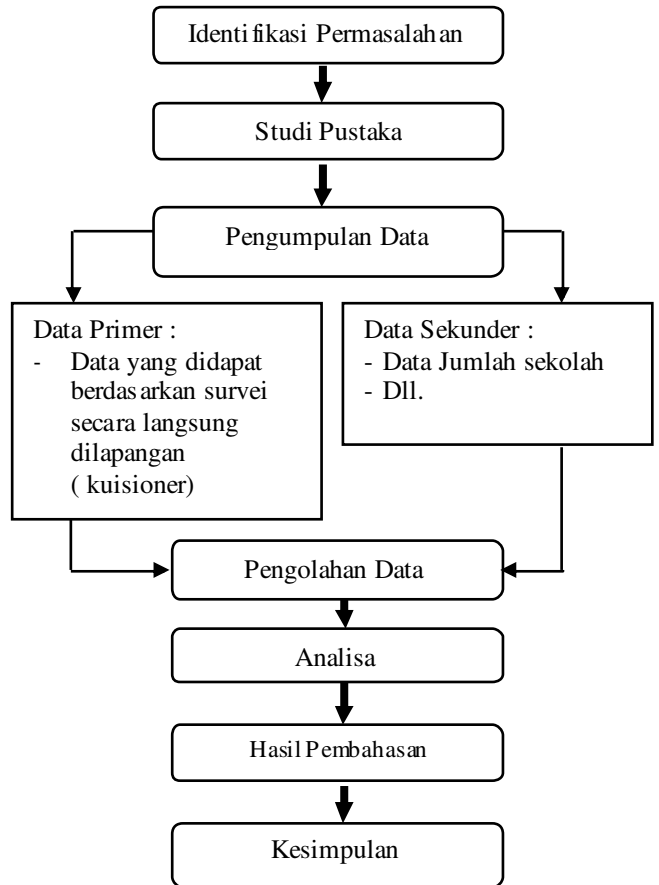 Identifikasi Permasalahan
Studi Pustaka
Pengumpulan Data
Data Primer :
- Data yang didapat
berdasarkan survei
secara langsung
dilapangan
( kuisioner)
Data Sekunder :
- Data Jumlah sekolah
- Dll.
Pengolahan Data
Analisa
Hasil Pembahasan
Kesimpulan